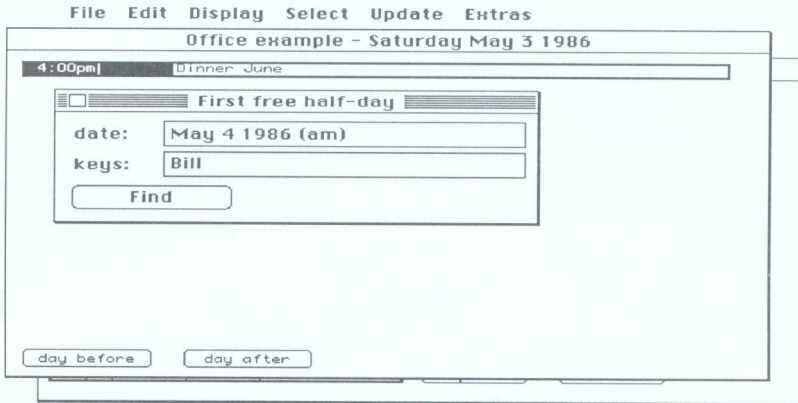 File Edit Display Select Update Extras
Office example - Saturday May 3 1986
4:00pm Dinner June
First free half-day
date: May 4 1986 (am)
keys: Bill
Find
day before day after